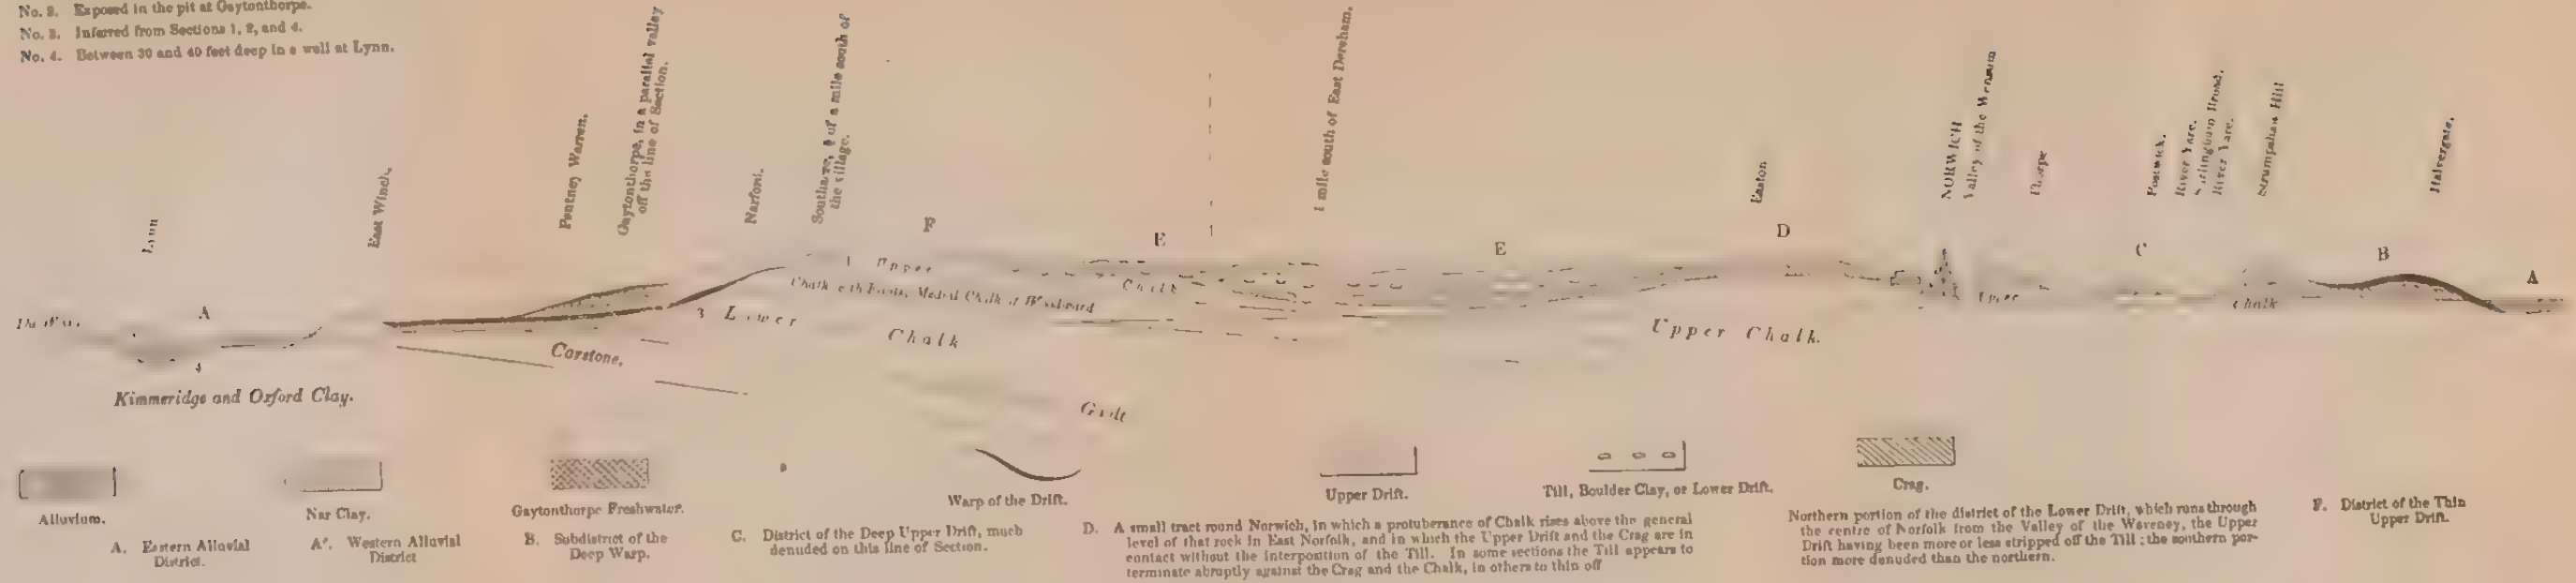 No. 2. Exposed in the pit at Gaytonthorpe.
No. 3. Inferred from Sections 1, 2, and 4.
No. 4. Between 30 and 40 feet deep in a well at Lynn.
Lynn
East Winch.
Pentney Warren.
Gaytonthorpe, in a parallel valley
off the line of Section.
Narford.
of a mile south of
the village.
1 mile south of East Dereham.
Easton
NORWICH
Valley of the Wensum
Thorpe
Postwick.
River Yare.
River Yare.
Strumpshaw Hill
Halvergate.
A
F
E
E
D
C
B
A
Upper
Chalk
3 Lower
Chalk
Upper Chalk.
Upper
Chalk
Carstone.
Gault
Kimmeridge and Oxford Clay.
4
Alluvium.
Nar Clay.
Gaytonthorpe Freshwater.
Warp of the Drift.
Upper Drift.
Till, Boulder Clay, or Lower Drift.
Crag.
A. Eastern Alluvial
District.
A'. Western Alluvial
District
B. Subdistrict of the
Deep Warp.
C. District of the Deep Upper Drift, much
denuded on this line of Section.
D. A small tract round Norwich, in which a protuberance of Chalk rises above the general
level of that rock in East Norfolk, and in which the Upper Drift and the Crag are in
contact without the interposition of the Till. In some sections the Till appears to
terminate abruptly against the Crag and the Chalk, in others to thin off
Northern portion of the district of the Lower Drift, which runs through
the centre of Norfolk from the Valley of the Waveney, the Upper
Drift having been more or less stripped off the Till; the southern por-
tion more denuded than the northern.
F. District of the Thin
Upper Drift.